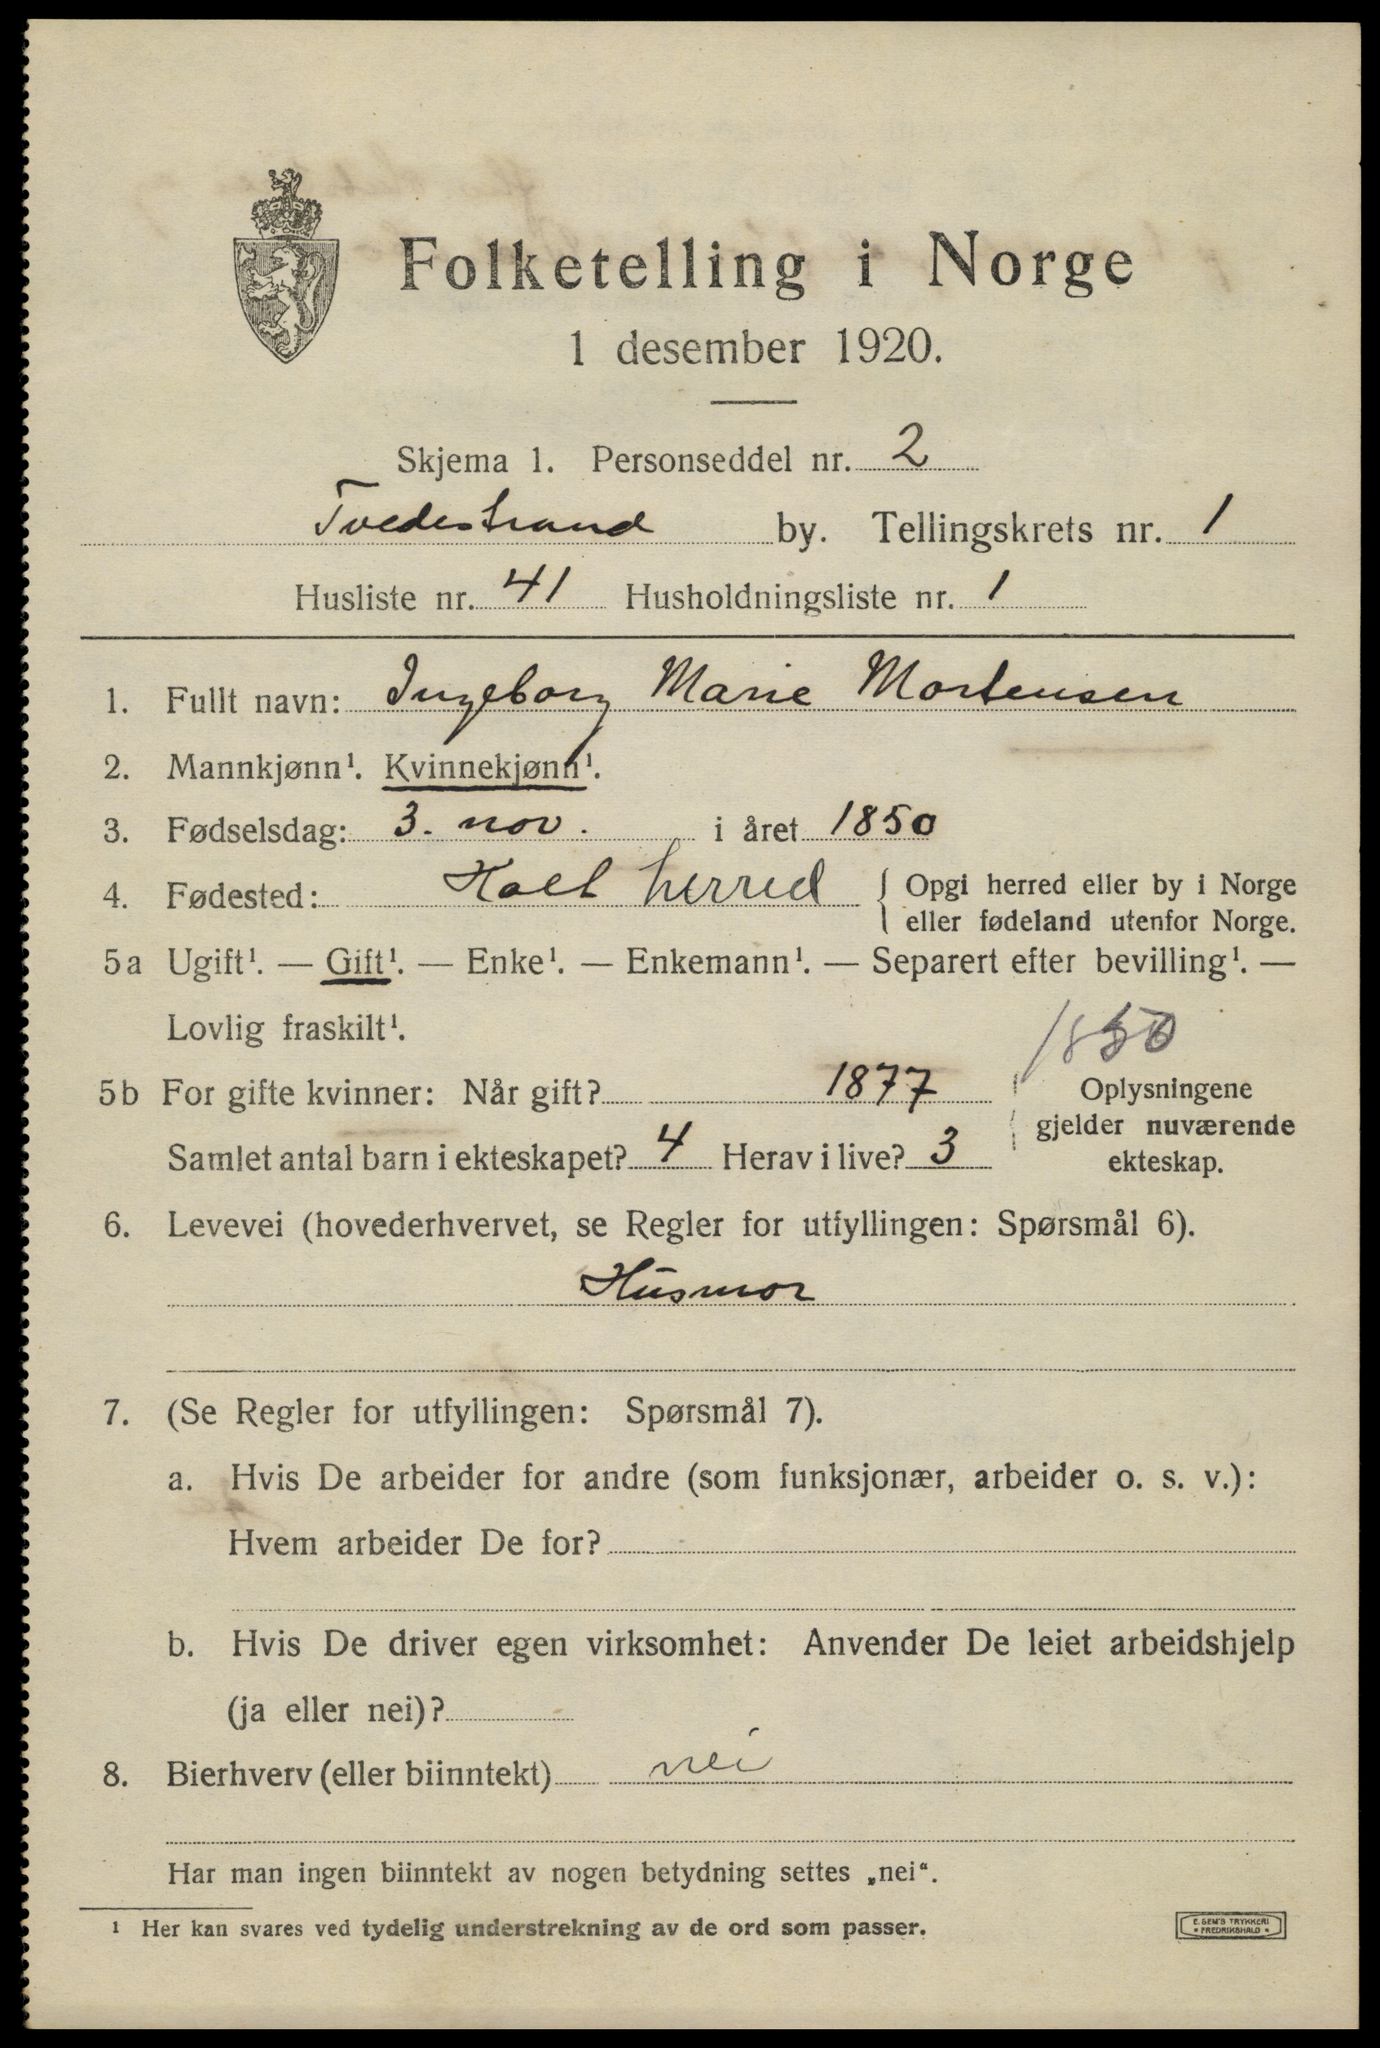 Folketelling i Norge
1 desember 1920.
Skjema 1. Personseddel nr. 2
Tvedestrand by. Tellingskrets nr. 1
Husliste nr. 41 Husholdningsliste nr. 1
1. Fullt navn: Ingeborg Marie Mortensen
2. Mannkjønn¹. Kvinnekjønn¹.
3. Fødselsdag: 3. nov. i året 1850
4. Fødested: Holt herred { Opgi herred eller by i Norge
eller fødeland utenfor Norge.
5a Ugift¹. — Gift¹. — Enke¹. — Enkemann¹. — Separert efter bevilling¹. —
Lovlig fraskilt¹.
1850
5b For gifte kvinner: Når gift? 1877 Oplysningene
gjelder nuværende
Samlet antal barn i ekteskapet? 4 Herav i live? 3 ekteskap.
6. Levevei (hovederhvervet, se Regler for utfyllingen: Spørsmål 6).
Husmor
7. (Se Regler for utfyllingen: Spørsmål 7).
a. Hvis De arbeider for andre (som funksjonær, arbeider o. s. v.):
Hvem arbeider De for?
b. Hvis De driver egen virksomhet: Anvender De leiet arbeidshjelp
(ja eller nei)?
8. Bierhverv (eller biinntekt) nei
Har man ingen biinntekt av nogen betydning settes „nei“.
¹ Her kan svares ved tydelig understrekning av de ord som passer.
E. SEM'S TRYKKERI
* FREDRIKSHALD *